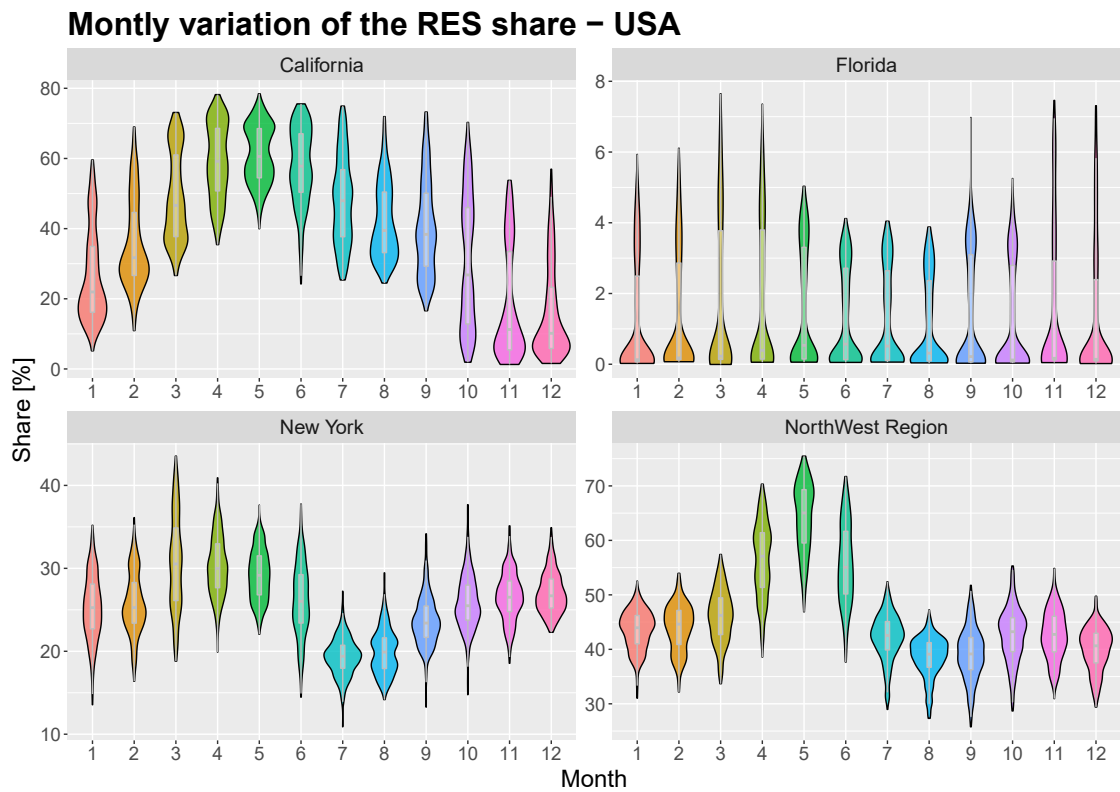 Montly variation of the RES share − USA
California
Florida
80
60
40
20
0
8
6
4
2
0
1 2 3 4 5 6 7 8 9 10 11 12
1 2 3 4 5 6 7 8 9 10 11 12
Share [%]
New York
NorthWest Region
40
30
20
10
70
60
50
40
30
1 2 3 4 5 6 7 8 9 10 11 12
1 2 3 4 5 6 7 8 9 10 11 12
Month